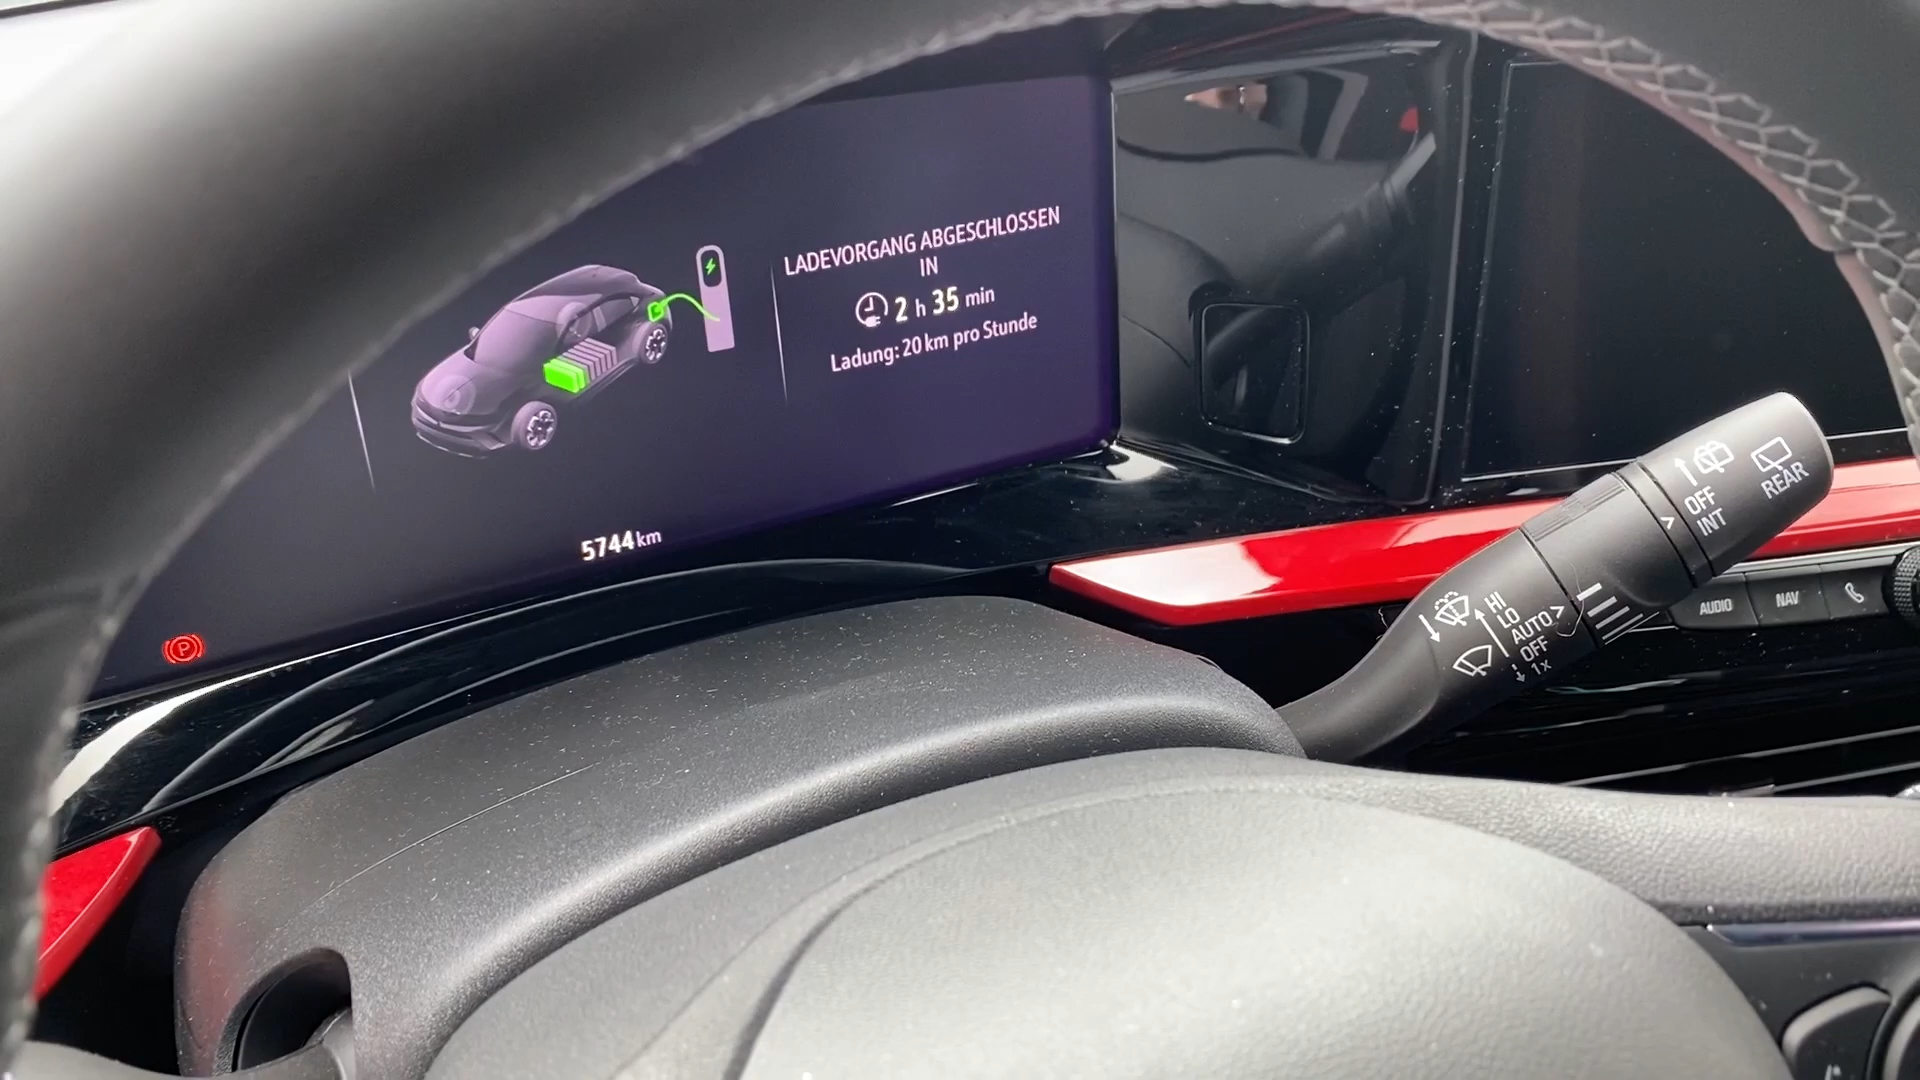 LADEVORGANG ABGESCHLOSSEN
IN
2 h 35 min
Ladung: 20 km pro Stunde
5744 km
P
OFF
INT
REAR
HI
LO
AUTO
OFF
1x
AUDIO
NAV